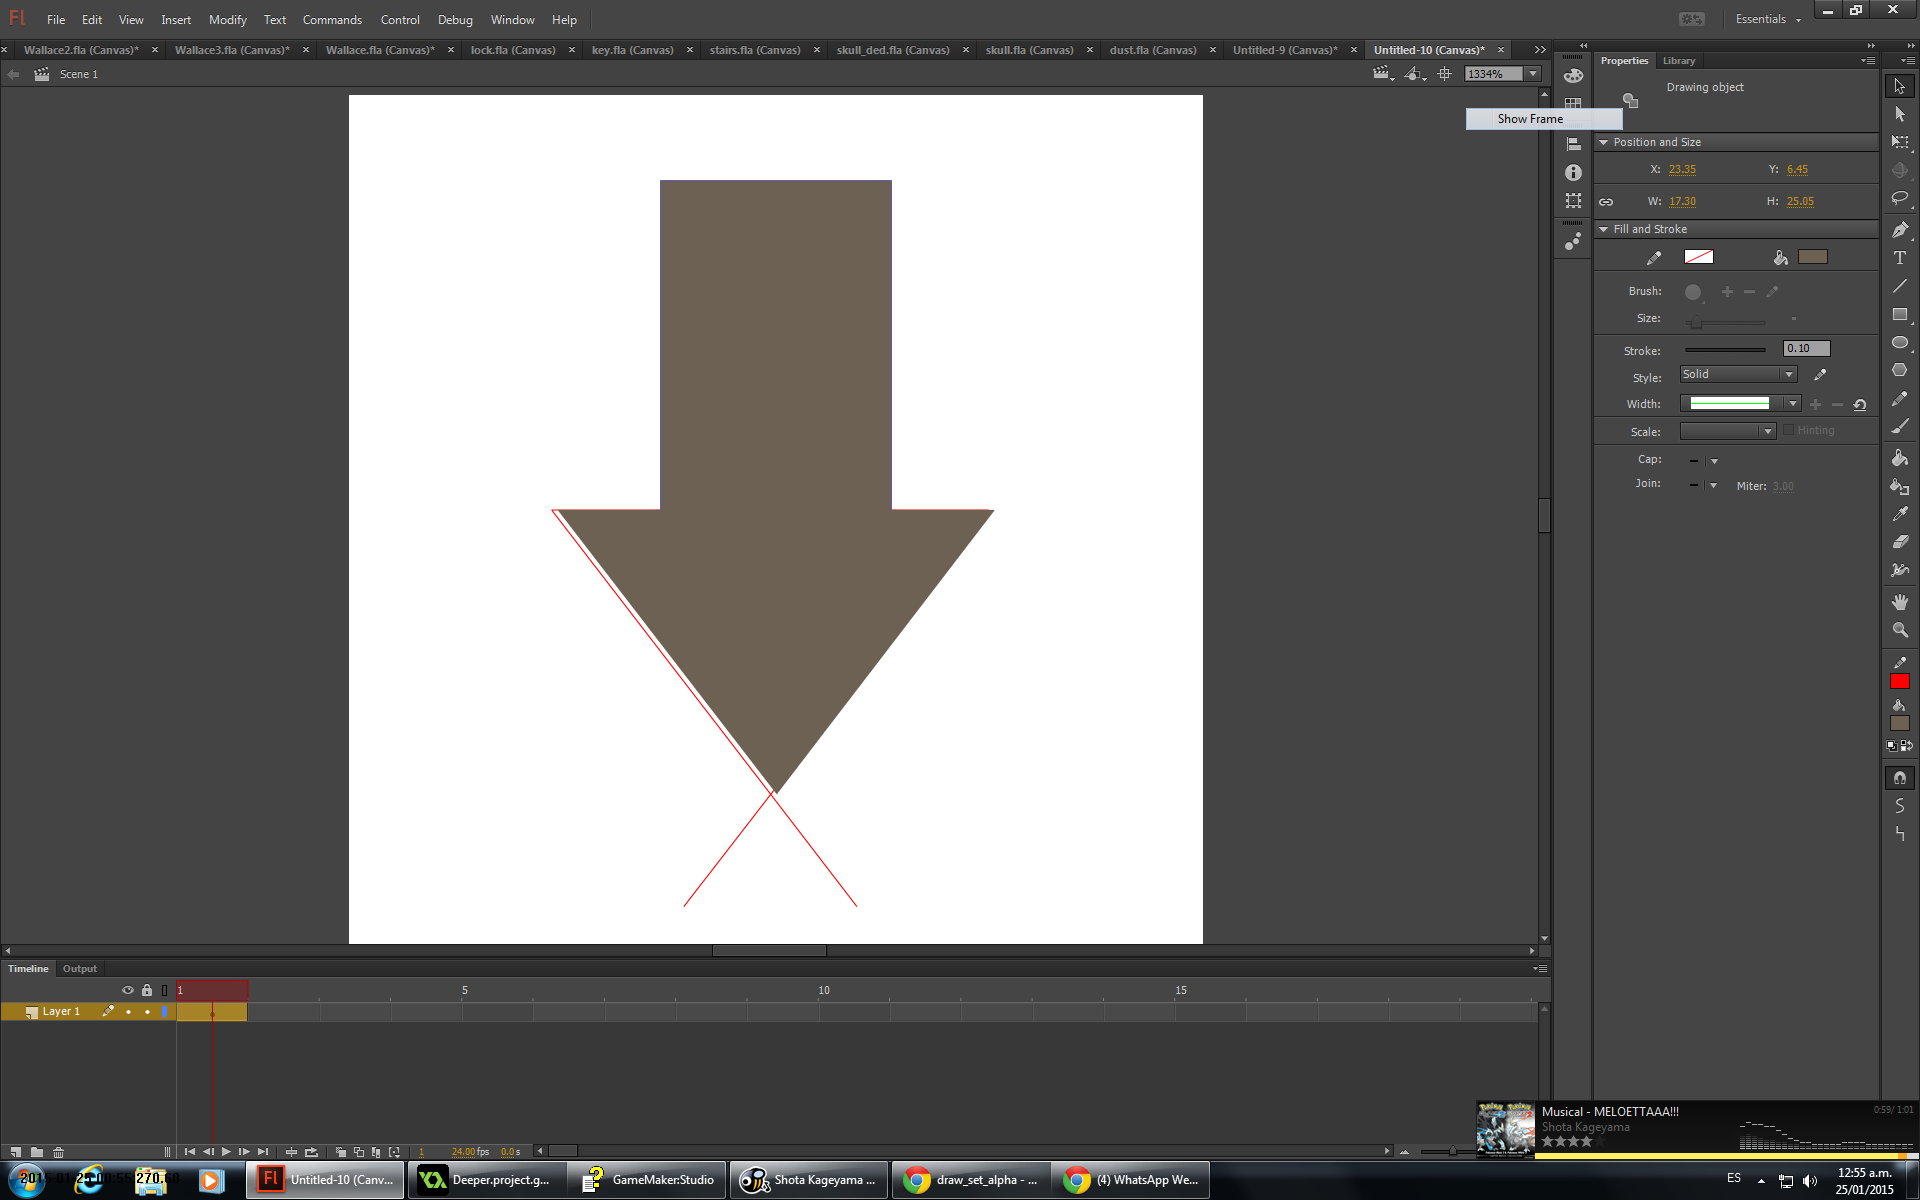 Fl File Edit View Insert Modify Text Commands Control Debug Window Help Essentials
Wallace2.fla (Canvas)* Wallace3.fla (Canvas)* Wallace.fla (Canvas)* lock.fla (Canvas) key.fla (Canvas) stairs.fla (Canvas) skull_ded.fla (Canvas) skull.fla (Canvas) dust.fla (Canvas) Untitled-9 (Canvas)* Untitled-10 (Canvas)*
Scene 1 1334%
Show Frame
Properties Library
Drawing object
Position and Size
X: 23.35 Y: 6.45
W: 17.30 H: 25.05
Fill and Stroke
Brush:
Size:
Stroke: 0.10
Style: Solid
Width:
Scale: Hinting
Cap:
Join: Miter: 3.00
Timeline Output
1 5 10 15
Layer 1
1 24.00 fps 0.0 s
Musical - MELOETTAAA!!! 0:59/ 1:01
Shota Kageyama
2015-01-25 00:55:270.68
Fl Untitled-10 (Canv... Deeper.project.g... GameMaker:Studio Shota Kageyama ... draw_set_alpha - ... (4) WhatsApp We...
ES 12:55 a.m.
25/01/2015